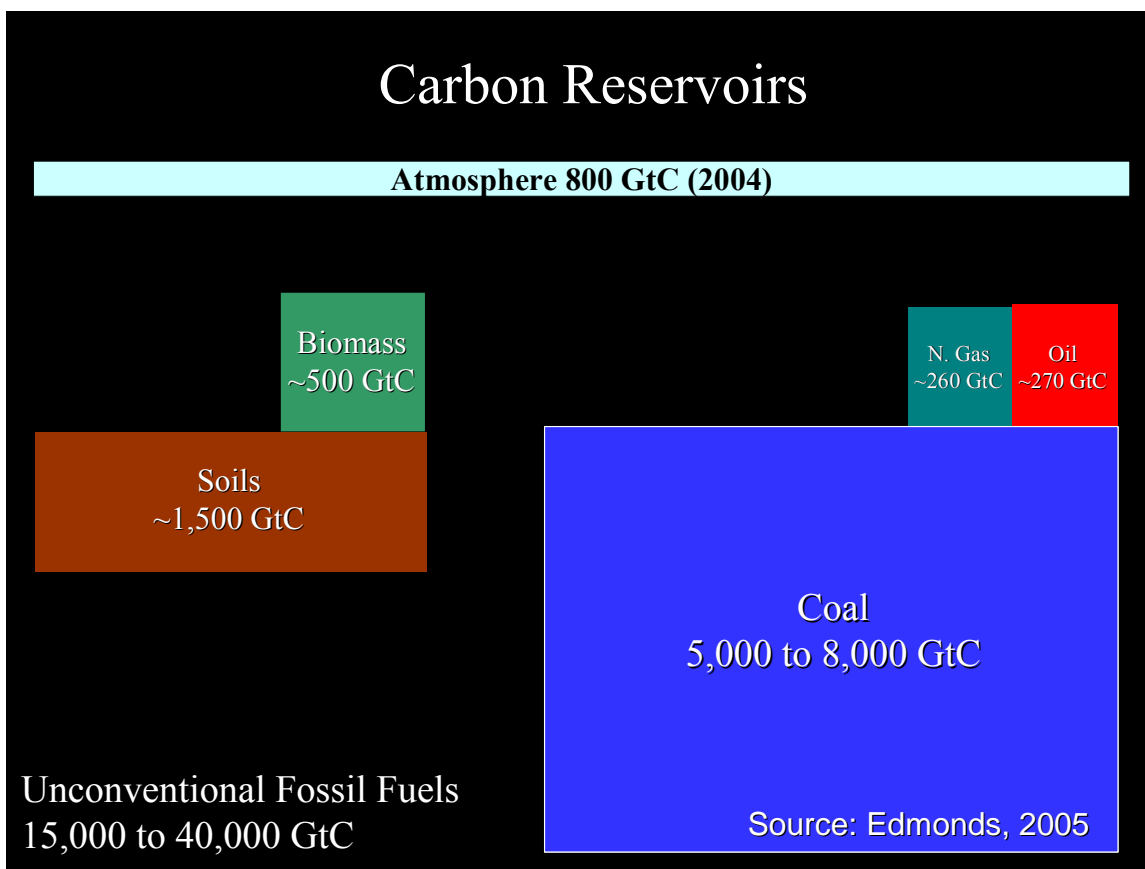 Carbon Reservoirs
Atmosphere 800 GtC (2004)
Biomass
~500 GtC
N. Gas
~260 GtC
Oil
~270 GtC
Soils
~1,500 GtC
Coal
5,000 to 8,000 GtC
Unconventional Fossil Fuels
15,000 to 40,000 GtC
Source: Edmonds, 2005